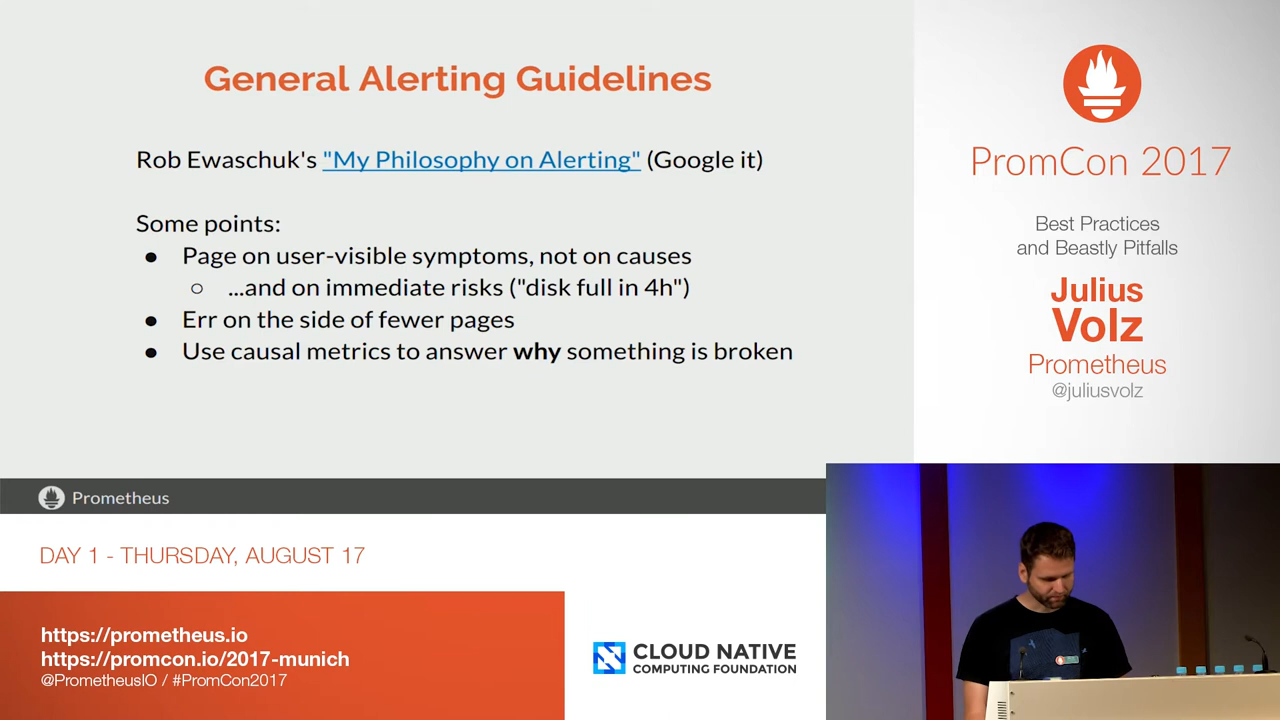 General Alerting Guidelines
Rob Ewaschuk's "My Philosophy on Alerting" (Google it)
Some points:
● Page on user-visible symptoms, not on causes
○ ...and on immediate risks ("disk full in 4h")
● Err on the side of fewer pages
● Use causal metrics to answer why something is broken
Prometheus
PromCon 2017
Best Practices
and Beastly Pitfalls
Julius
Volz
Prometheus
@juliusvolz
DAY 1 - THURSDAY, AUGUST 17
https://prometheus.io
https://promcon.io/2017-munich
@PrometheusIO / #PromCon2017
CLOUD NATIVE
COMPUTING FOUNDATION